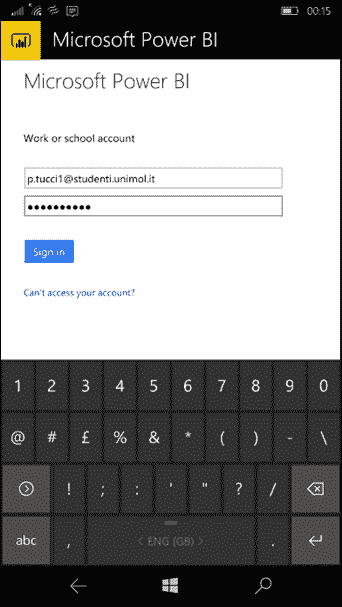 00:15
Microsoft Power BI
Microsoft Power BI
Work or school account
p.tucci1@studenti.unimol.it
••••••••••
Sign in
Can't access your account?
1 2 3 4 5 6 7 8 9 0
@ # £ % & * ( ) - \
! ; : ' " ? /
abc , < ENG (GB) > .